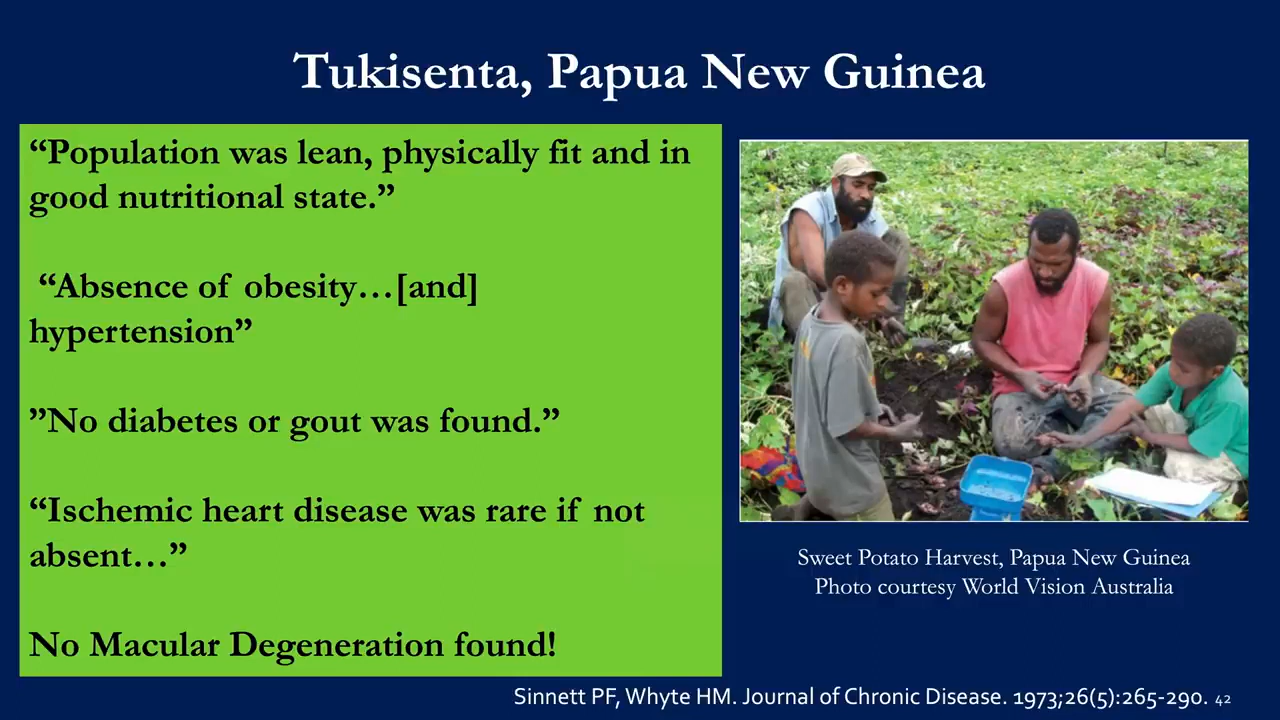 Tukisenta, Papua New Guinea
“Population was lean, physically fit and in
good nutritional state.”
“Absence of obesity…[and]
hypertension”
”No diabetes or gout was found.”
“Ischemic heart disease was rare if not
absent…”
No Macular Degeneration found!
Sweet Potato Harvest, Papua New Guinea
Photo courtesy World Vision Australia
Sinnett PF, Whyte HM. Journal of Chronic Disease. 1973;26(5):265-290. 42